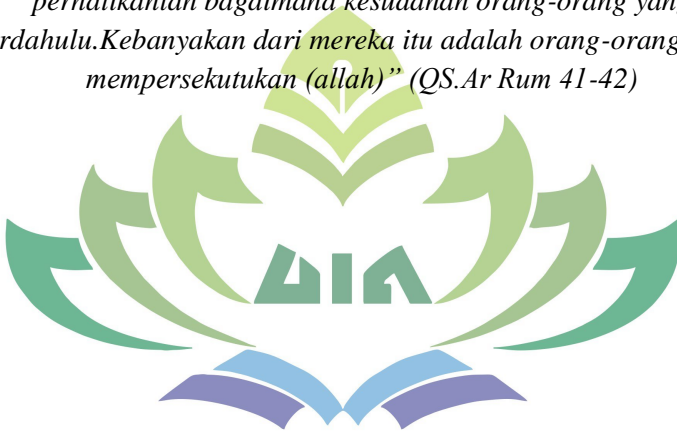 perhatikanlah bagaimana kesudahan orang-orang yang
rdahulu.Kebanyakan dari mereka itu adalah orang-orang
mempersekutukan (allah)” (QS.Ar Rum 41-42)
UIN